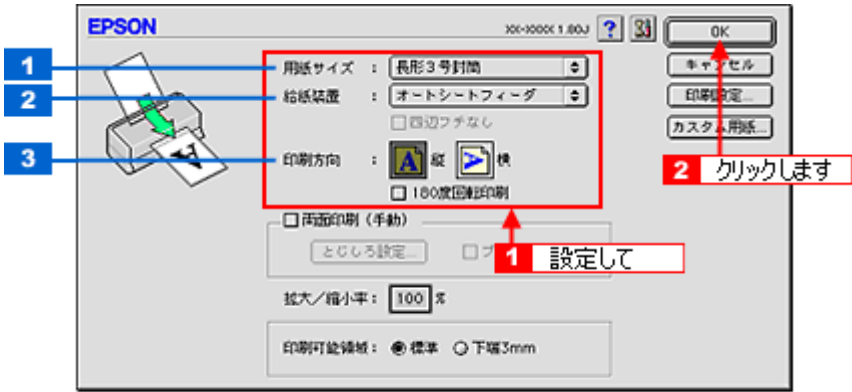 EPSON
XX-XXXX 1.00J
OK
1
用紙サイズ : 長形3号封筒
キャンセル
2
給紙装置 : オートシートフィーダ
印刷設定...
四辺フチなし
カスタム用紙...
3
印刷方向 : 縦 横
2 クリックします
180度回転印刷
両面印刷(手動)
とじしろ設定...
1 設定して
拡大/縮小率: 100 %
印刷可能領域: 標準 下端3mm